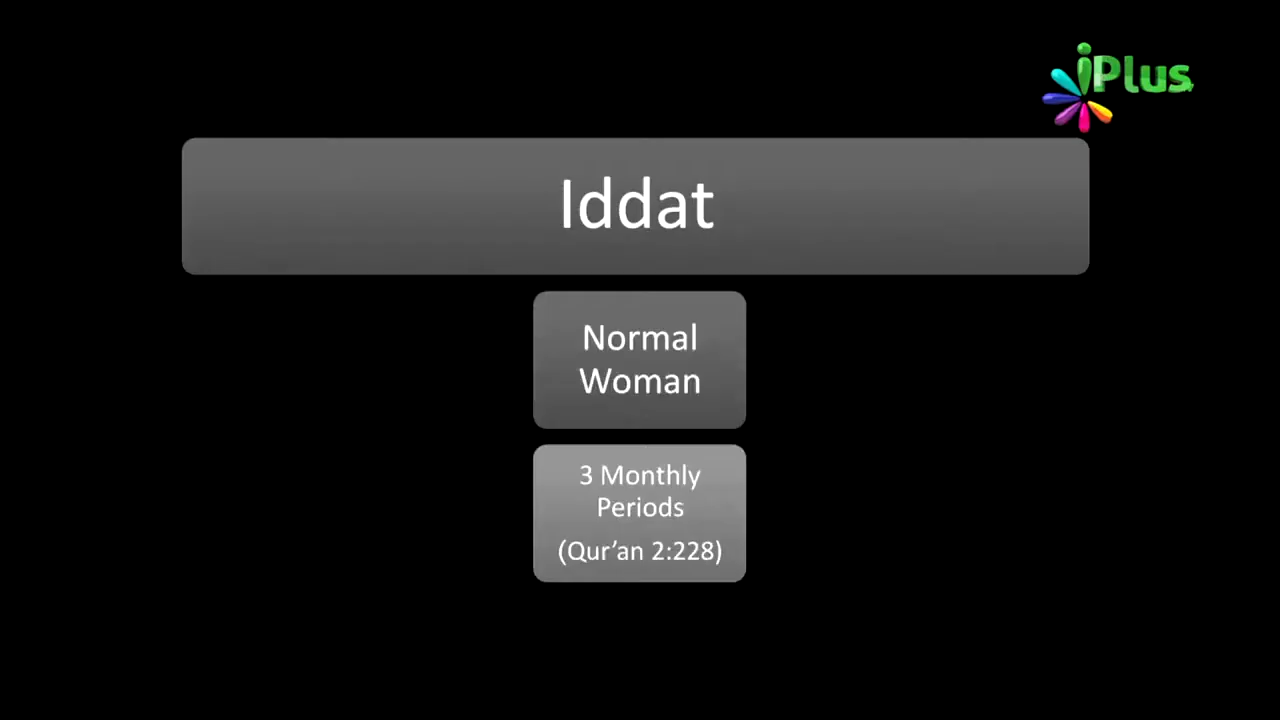 iPlus
Iddat
Normal
Woman
3 Monthly
Periods
(Qur’an 2:228)